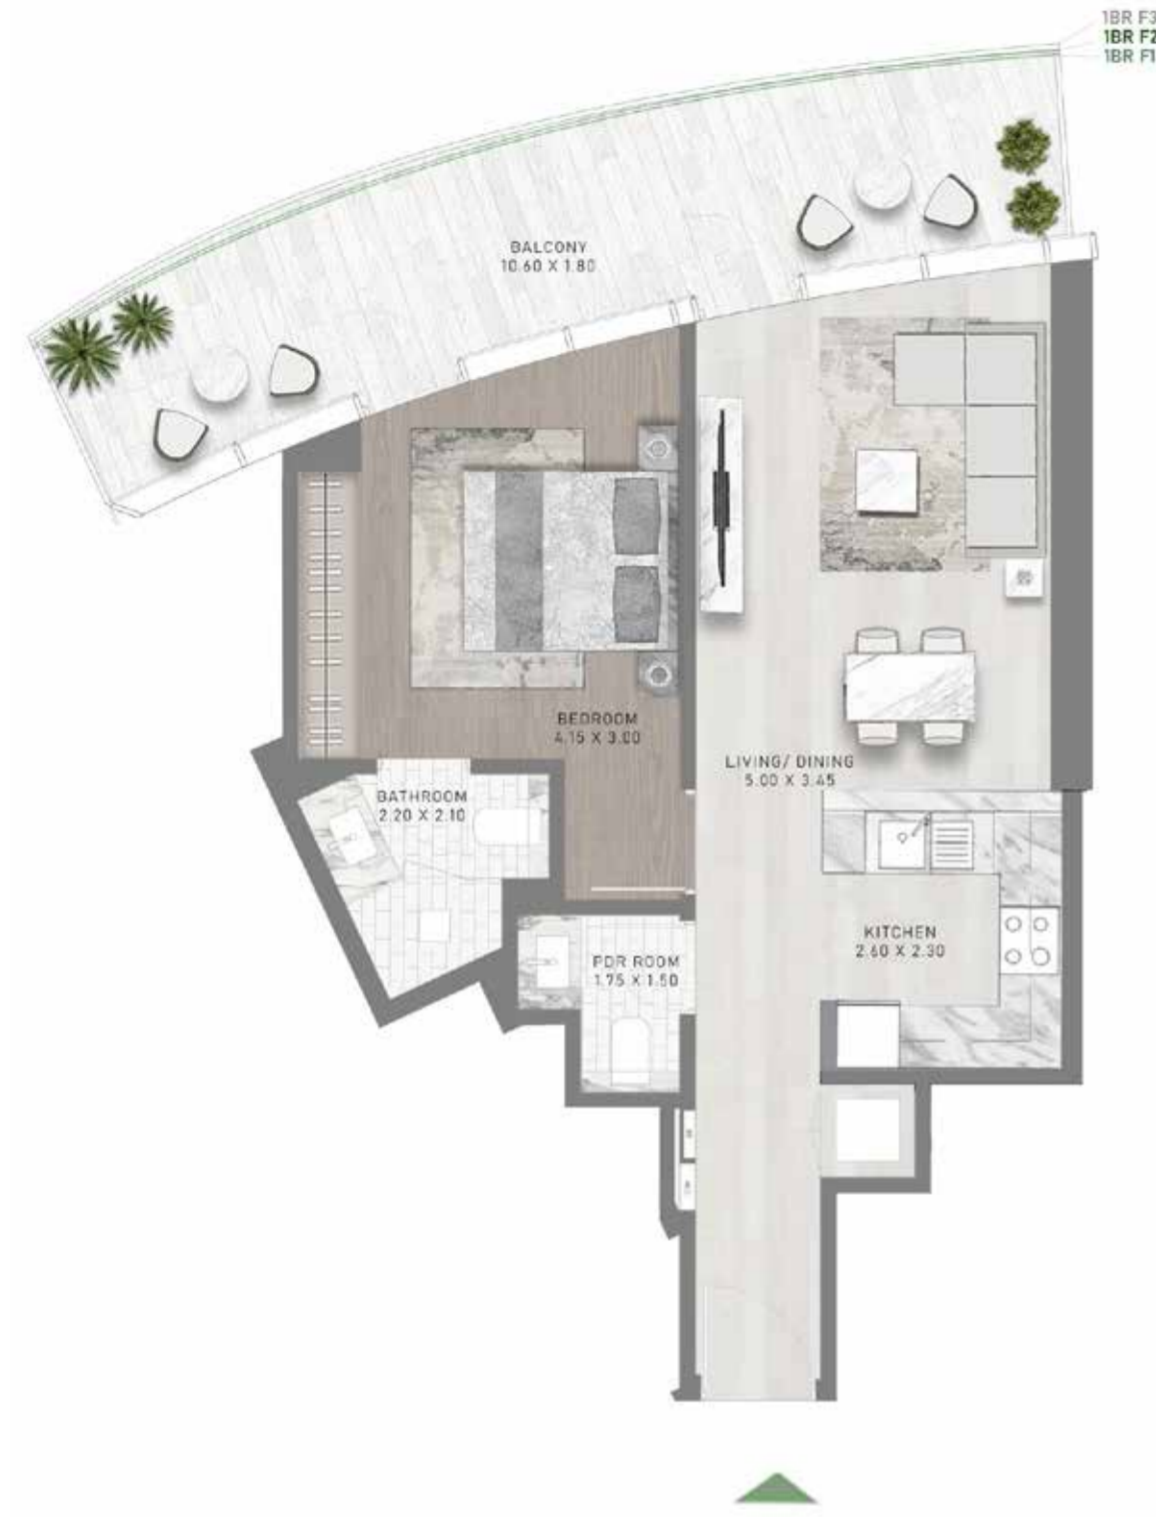 1BR F3
1BR F2
1BR F1
BALCONY
10.60 X 1.80
BEDROOM
4.15 X 3.00
LIVING/ DINING
5.00 X 3.45
BATHROOM
2.20 X 2.10
KITCHEN
2.60 X 2.30
PDR ROOM
1.75 X 1.50